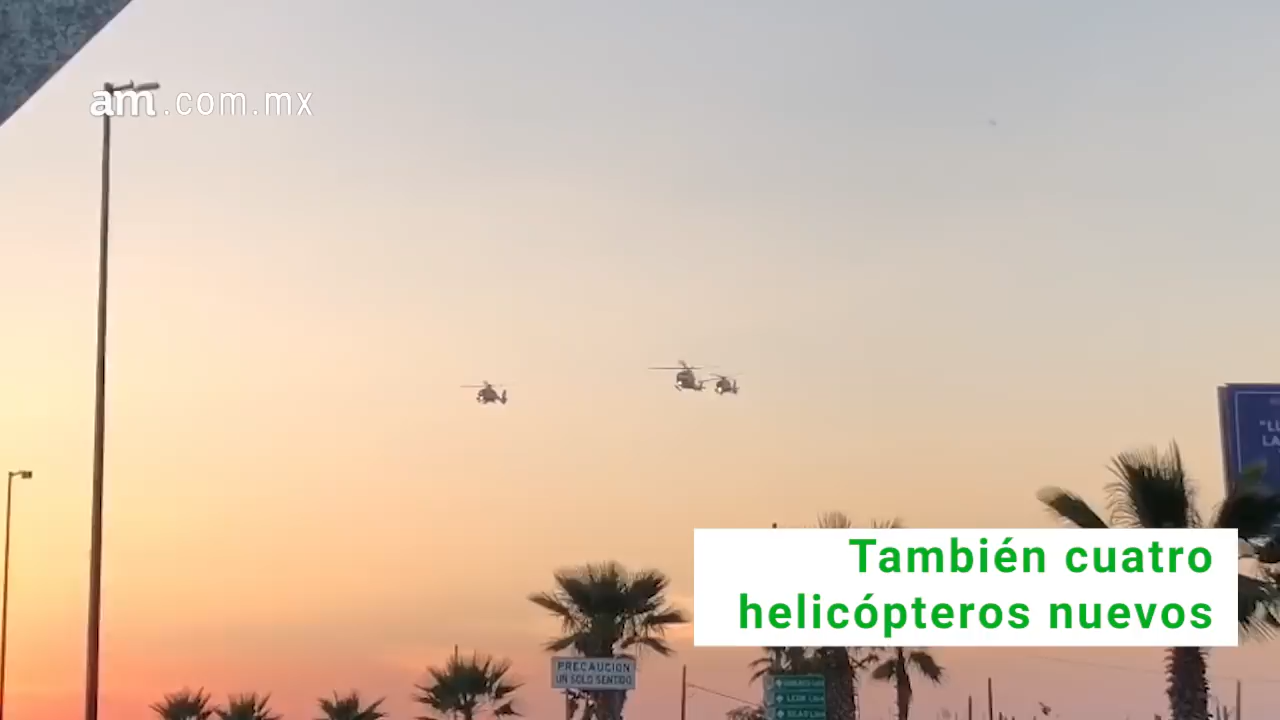 am.com.mx
También cuatro
helicópteros nuevos
PRECAUCION
UN SOLO SENTIDO